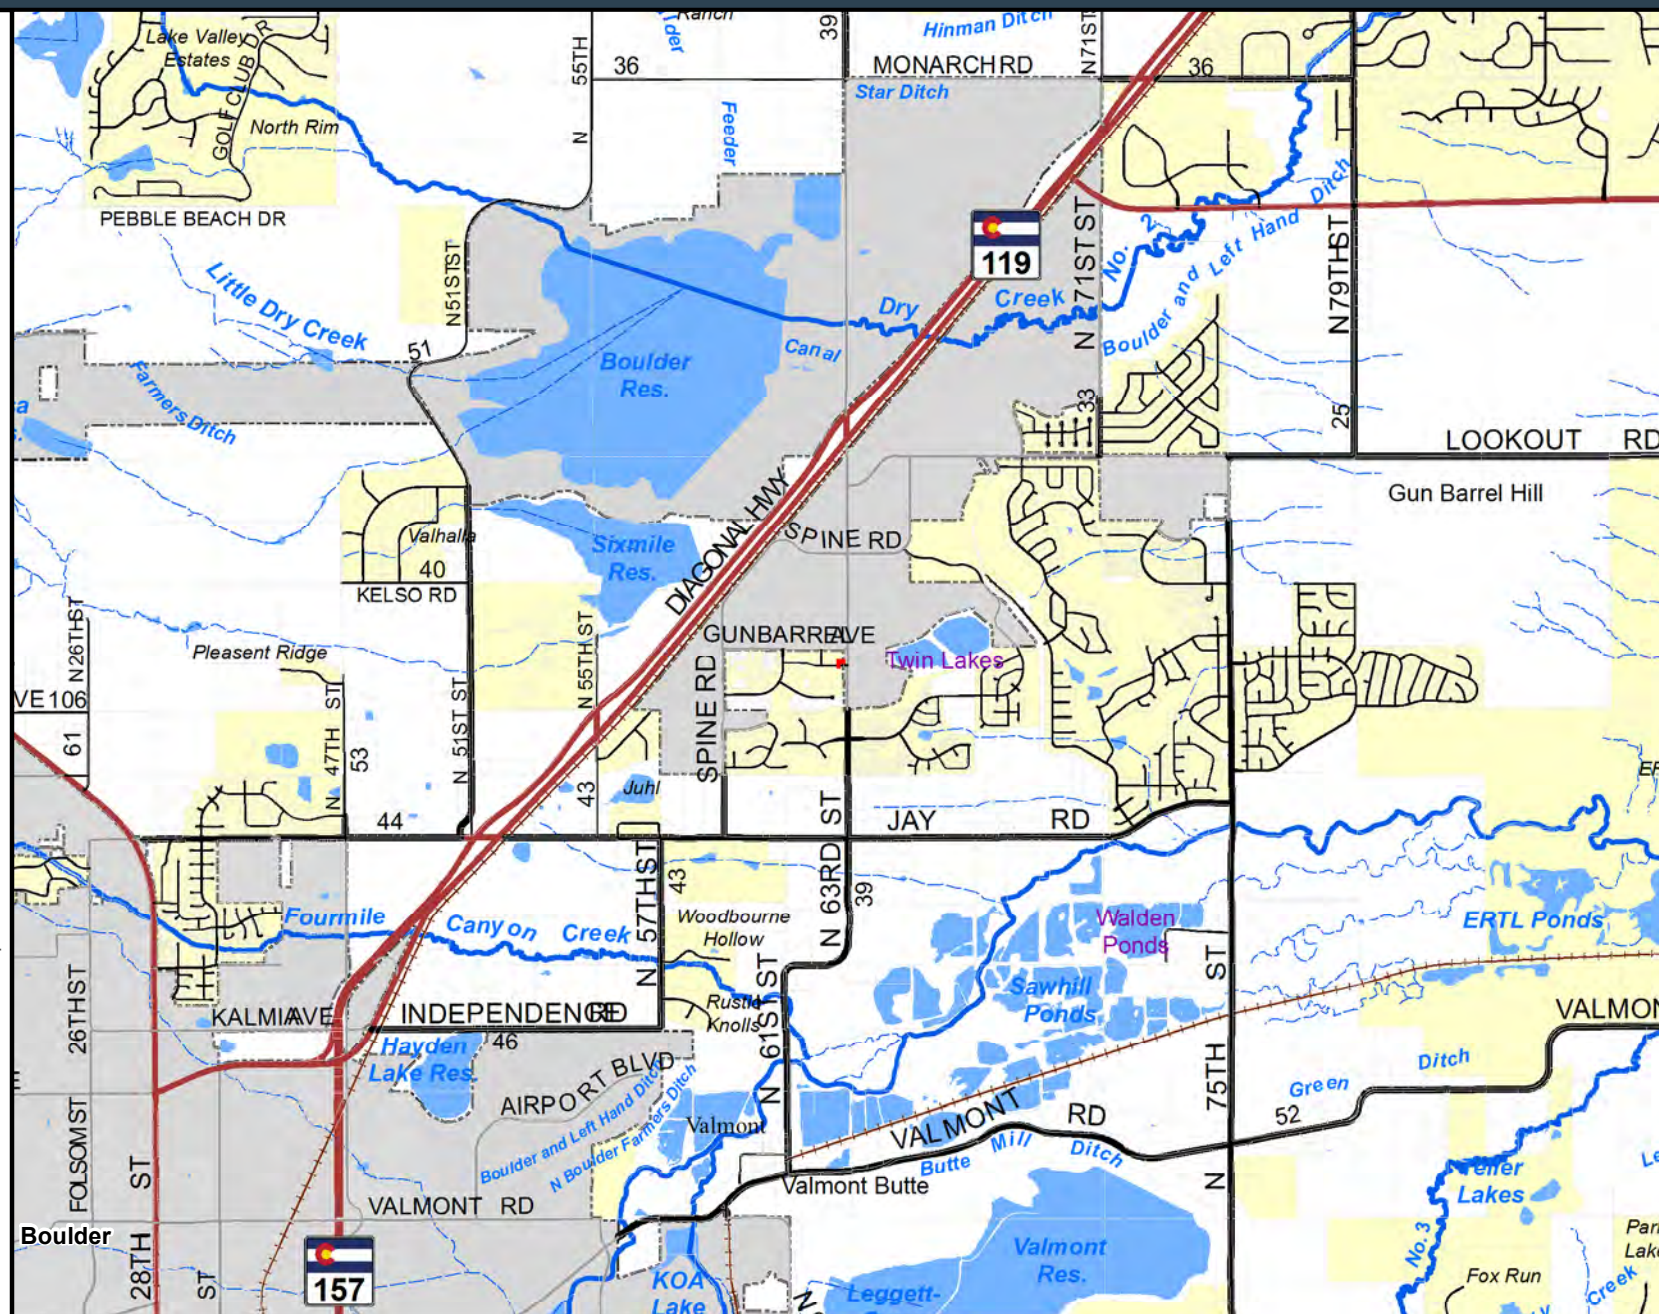 Ranch
39
Hinman Ditch
N 71ST
Lake Valley
Estates
GOLF CLUB DR
55TH
N
36
MONARCH RD
36
Star Ditch
Feeder
North Rim
PEBBLE BEACH DR
119
N 71ST ST
No. 2
Boulder and Left Hand Ditch
N 79TH ST
Little Dry Creek
N 51ST ST
Dry
Creek
Canal
51
Boulder
Res.
Farmers Ditch
33
25
LOOKOUT RD
Gun Barrel Hill
DIAGONAL HWY
Valhalla
40
KELSO RD
Sixmile
Res.
SPINE RD
N 26TH ST
Pleasent Ridge
N 55TH ST
GUNBARREL AVE
Twin Lakes
SPINE RD
VE 106
61
N 47TH ST
53
N 51ST ST
43
Juhl
44
JAY RD
ST
N 63RD
39
N 57TH ST
43
Woodbourne
Hollow
Fourmile
Canyon Creek
Walden
Ponds
ERTL Ponds
Sawhill
Ponds
ST
26TH ST
KALMIA AVE
INDEPENDENCE RD
46
Rustic
Knolls
N 61ST ST
VALMON
Hayden
Lake Res.
AIRPORT BLVD
Boulder and Left Hand Ditch
N Boulder Farmers Ditch
Valmont
75TH
N
Green
Ditch
52
VALMONT RD
Butte Mill Ditch
FOLSOM ST
28TH ST
VALMONT RD
Valmont Butte
Teller
Lakes
Boulder
ST
157
KOA
Lake
Valmont
Res.
Leggett-
No. 3
Fox Run
Creek